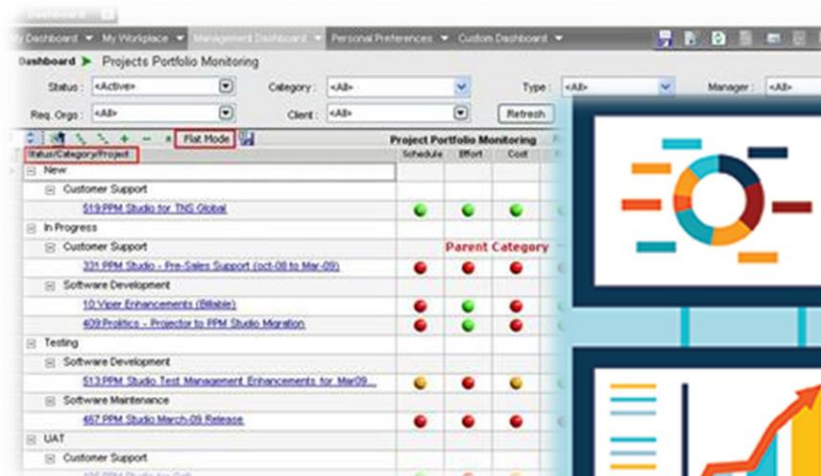 Dashboard
My Dashboard My Workplace Management Dashboard Personal Preferences Custom Dashboard
Dashboard Projects Portfolio Monitoring
Status : <Active> Category : <All> Type : <All> Manager : <All>
Req. Orgs : <All> Client : <All> Refresh
Flat Mode Project Portfolio Monitoring
Status/Category/Project Schedule Effort Cost
New
Customer Support
519:PPM Studio for TNS Global
In Progress
Customer Support Parent Category
331:PPM Studio - Pre-Sales Support (oct-08 to Mar-09)
Software Development
10:Viper Enhancements (Billable)
409:Prolitics - Projector to PPM Studio Migration
Testing
Software Development
513:PPM Studio Test Management Enhancements for Mar09...
Software Maintenance
467:PPM Studio March-09 Release
UAT
Customer Support